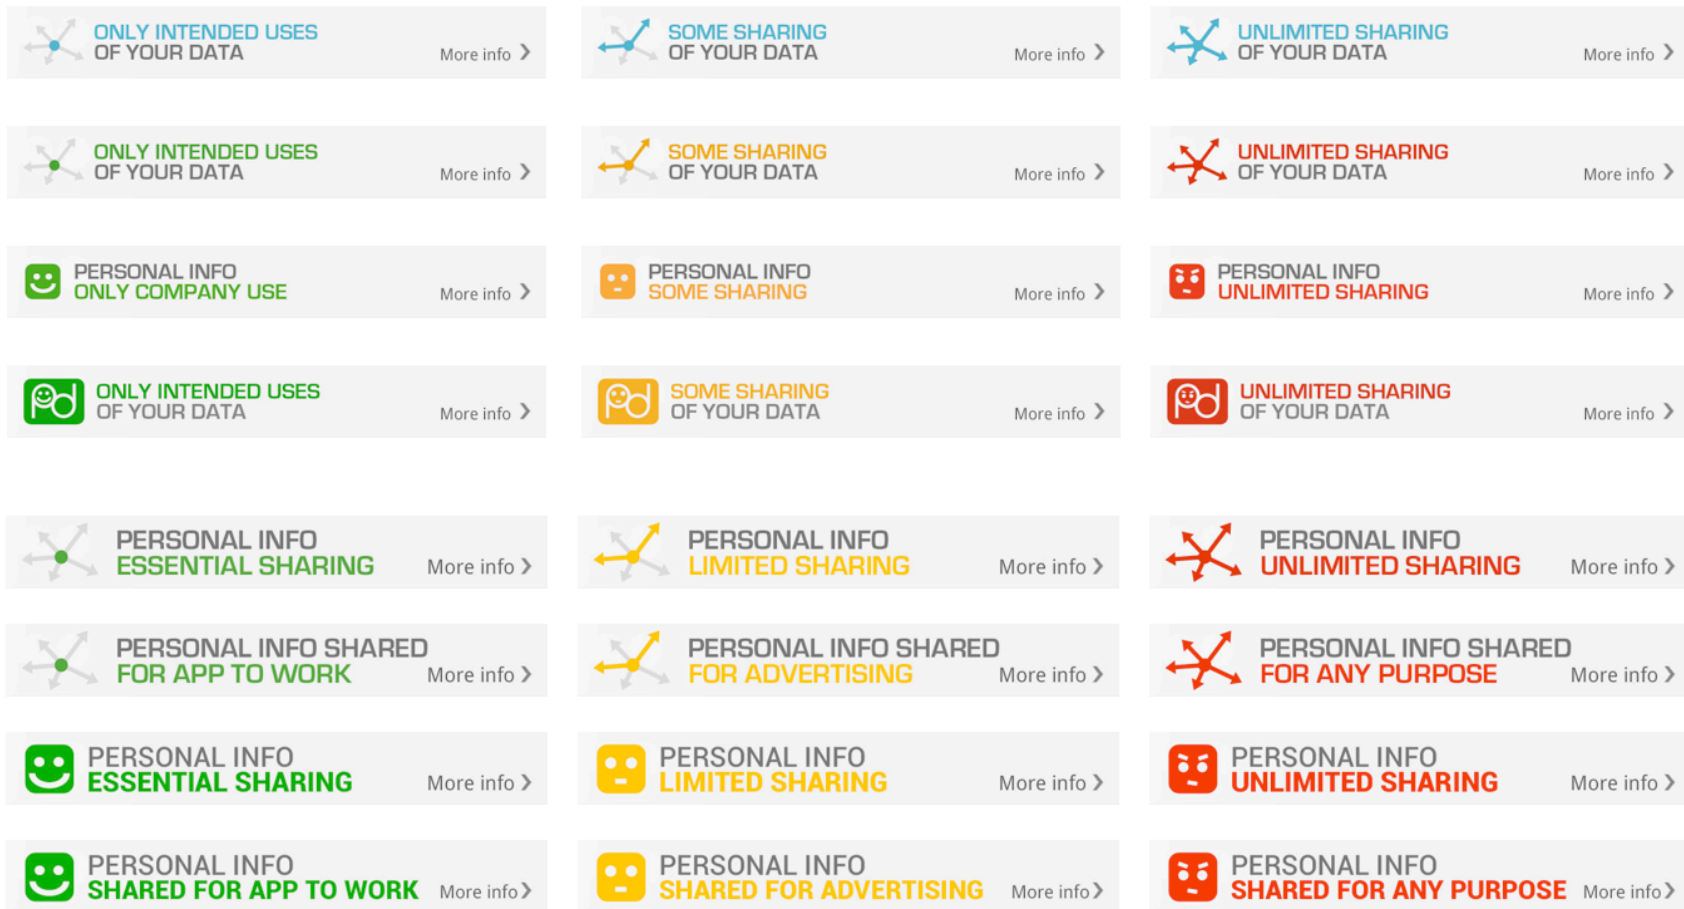 ONLY INTENDED USES
OF YOUR DATA
More info
SOME SHARING
OF YOUR DATA
More info
UNLIMITED SHARING
OF YOUR DATA
More info
ONLY INTENDED USES
OF YOUR DATA
More info
SOME SHARING
OF YOUR DATA
More info
UNLIMITED SHARING
OF YOUR DATA
More info
PERSONAL INFO
ONLY COMPANY USE
More info
PERSONAL INFO
SOME SHARING
More info
PERSONAL INFO
UNLIMITED SHARING
More info
Pd
ONLY INTENDED USES
OF YOUR DATA
More info
Pd
SOME SHARING
OF YOUR DATA
More info
Pd
UNLIMITED SHARING
OF YOUR DATA
More info
PERSONAL INFO
ESSENTIAL SHARING
More info
PERSONAL INFO
LIMITED SHARING
More info
PERSONAL INFO
UNLIMITED SHARING
More info
PERSONAL INFO SHARED
FOR APP TO WORK
More info
PERSONAL INFO SHARED
FOR ADVERTISING
More info
PERSONAL INFO SHARED
FOR ANY PURPOSE
More info
PERSONAL INFO
ESSENTIAL SHARING
More info
PERSONAL INFO
LIMITED SHARING
More info
PERSONAL INFO
UNLIMITED SHARING
More info
PERSONAL INFO
SHARED FOR APP TO WORK
More info
PERSONAL INFO
SHARED FOR ADVERTISING
More info
PERSONAL INFO
SHARED FOR ANY PURPOSE
More info